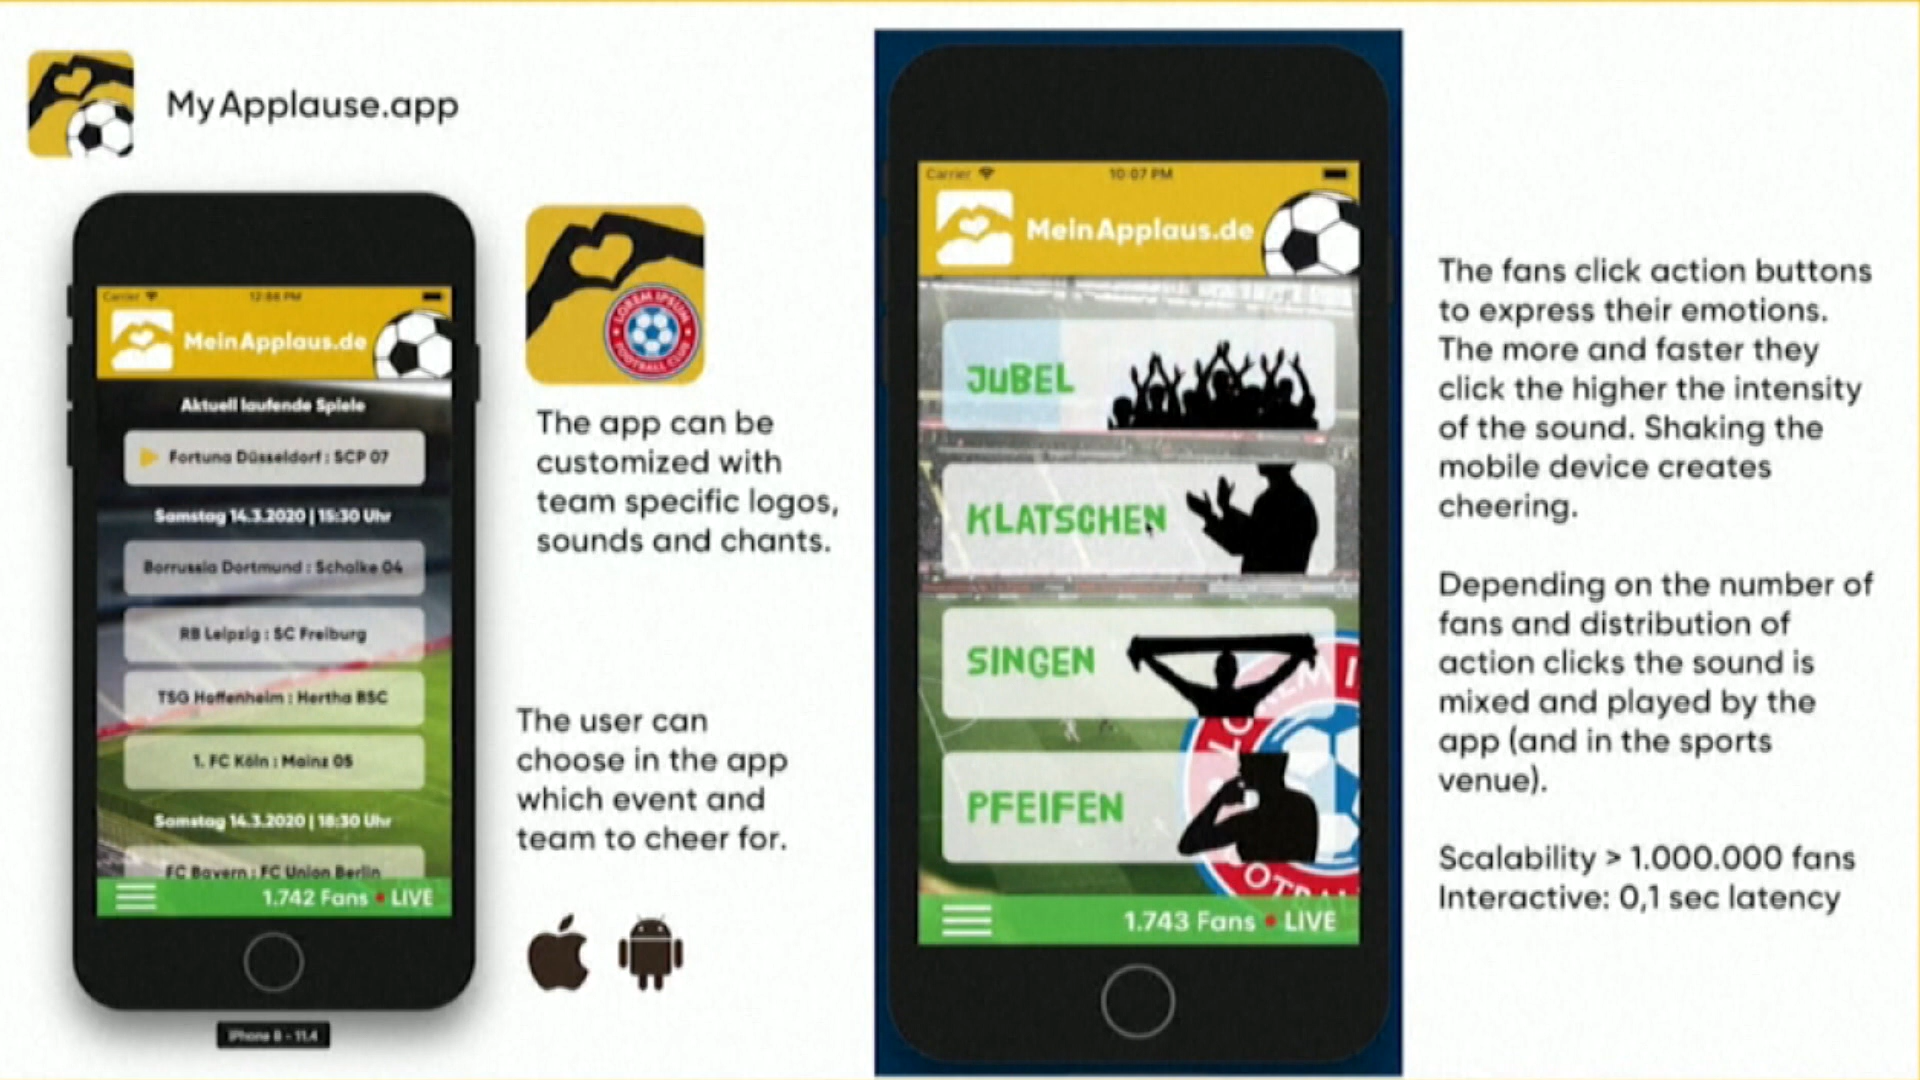 MyApplause.app
Carrier
12:86 PM
MeinApplaus.de
Aktuell laufende Spiele
Fortuna Düsseldorf : SCP 07
Samstag 14.3.2020 | 15:30 Uhr
Borrussia Dortmund : Schalke 04
RB Leipzig : SC Freiburg
TSG Hoffenheim : Hertha BSC
1. FC Köln : Mainz 05
Samstag 14.3.2020 | 18:30 Uhr
FC Bayern : FC Union Berlin
1.742 Fans • LIVE
iPhone 8 - 11.4
LOREM IPSUM
FOOTBALL CLUB
The app can be
customized with
team specific logos,
sounds and chants.
The user can
choose in the app
which event and
team to cheer for.
Carrier
10:07 PM
MeinApplaus.de
JUBEL
KLATSCHEN
SINGEN
PFEIFEN
1.743 Fans • LIVE
The fans click action buttons
to express their emotions.
The more and faster they
click the higher the intensity
of the sound. Shaking the
mobile device creates
cheering.
Depending on the number of
fans and distribution of
action clicks the sound is
mixed and played by the
app (and in the sports
venue).
Scalability > 1.000.000 fans
Interactive: 0,1 sec latency